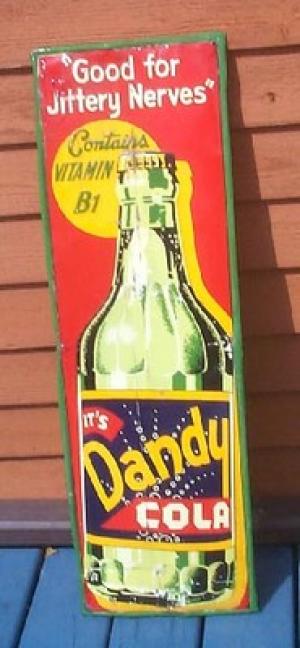 "Good for
Jittery Nerves"
Contains
VITAMIN
B1
IT'S
Dandy
COLA